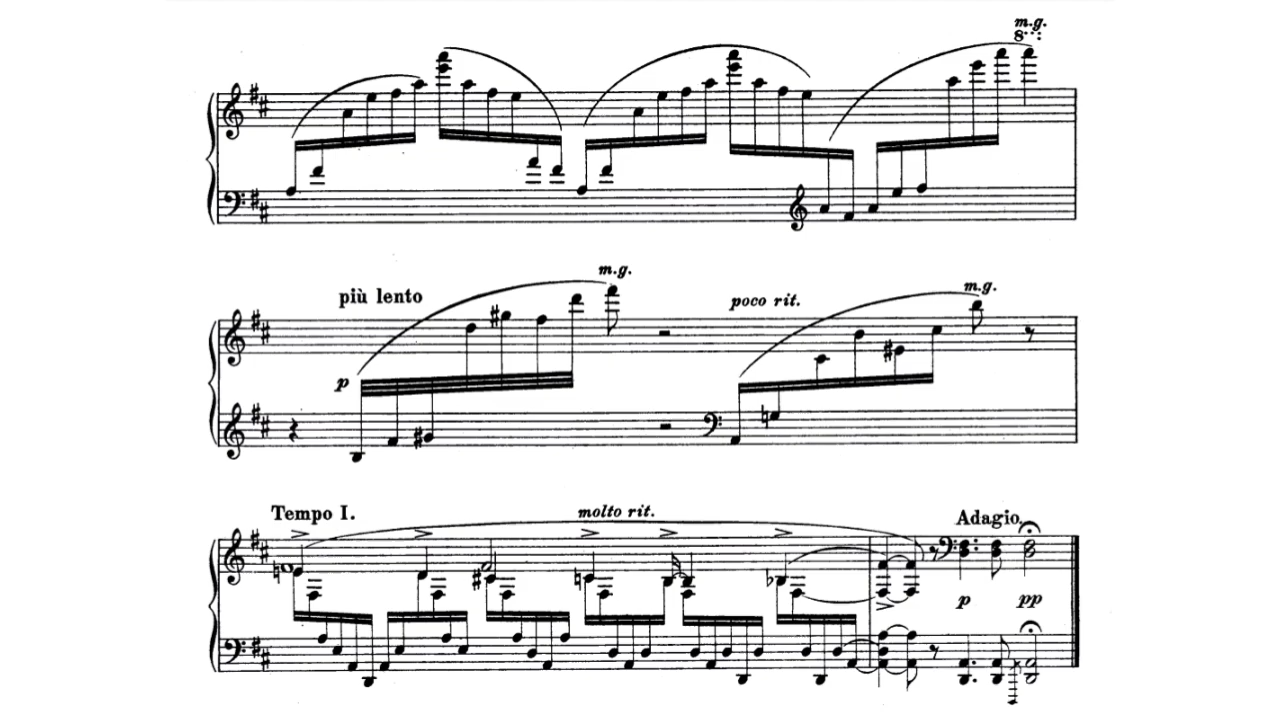 m.g.
8
m.g.
più lento
poco rit.
m.g.
p
Tempo I.
molto rit.
Adagio
p
pp